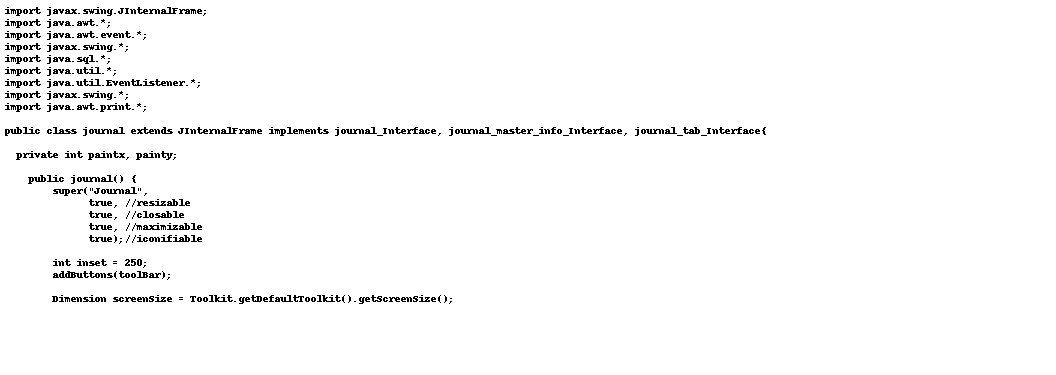 import javax.swing.JInternalFrame;
import java.awt.*;
import java.awt.event.*;
import javax.swing.*;
import java.sql.*;
import java.util.*;
import java.util.EventListener.*;
import javax.swing.*;
import java.awt.print.*;
public class journal extends JInternalFrame implements journal_Interface, journal_master_info_Interface, journal_tab_Interface{
private int paintx, painty;
public journal() {
super("Journal",
true, //resizable
true, //closable
true, //maximizable
true);//iconifiable
int inset = 250;
addButtons(toolBar);
Dimension screenSize = Toolkit.getDefaultToolkit().getScreenSize();